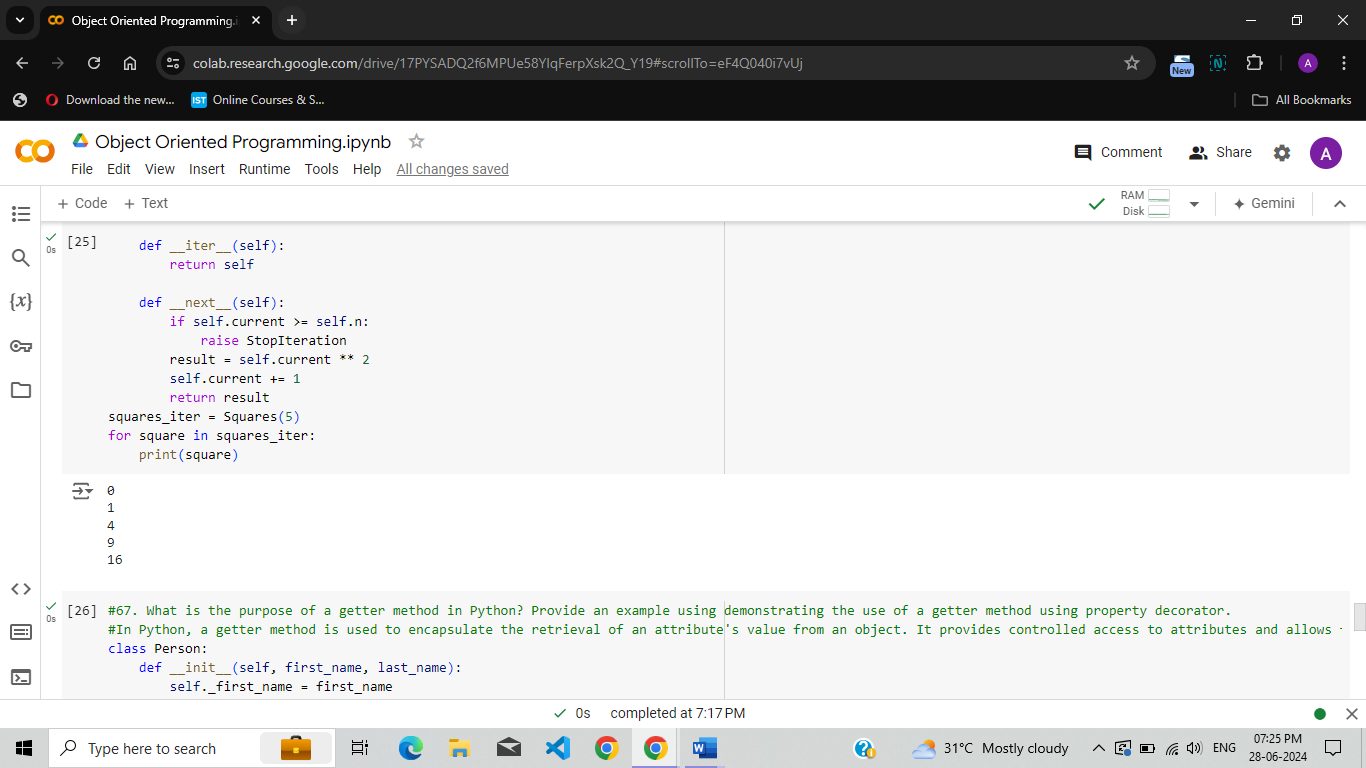 Object Oriented Programming.i
colab.research.google.com/drive/17PYSADQ2f6MPUe58YIqFerpXsk2Q_Y19#scrollTo=eF4Q040i7vUj
New
N
A
Download the new...
IST
Online Courses & S...
All Bookmarks
Object Oriented Programming.ipynb
File Edit View Insert Runtime Tools Help All changes saved
Comment
Share
A
+ Code + Text
RAM
Disk
Gemini
0s
[25]
    def __iter__(self):
        return self
    def __next__(self):
        if self.current >= self.n:
            raise StopIteration
        result = self.current ** 2
        self.current += 1
        return result
squares_iter = Squares(5)
for square in squares_iter:
    print(square)
0
1
4
9
16
0s
[26] #67. What is the purpose of a getter method in Python? Provide an example using demonstrating the use of a getter method using property decorator.
#In Python, a getter method is used to encapsulate the retrieval of an attribute's value from an object. It provides controlled access to attributes and allows
class Person:
    def __init__(self, first_name, last_name):
        self._first_name = first_name
0s completed at 7:17 PM
Type here to search
31°C Mostly cloudy
ENG
07:25 PM
28-06-2024